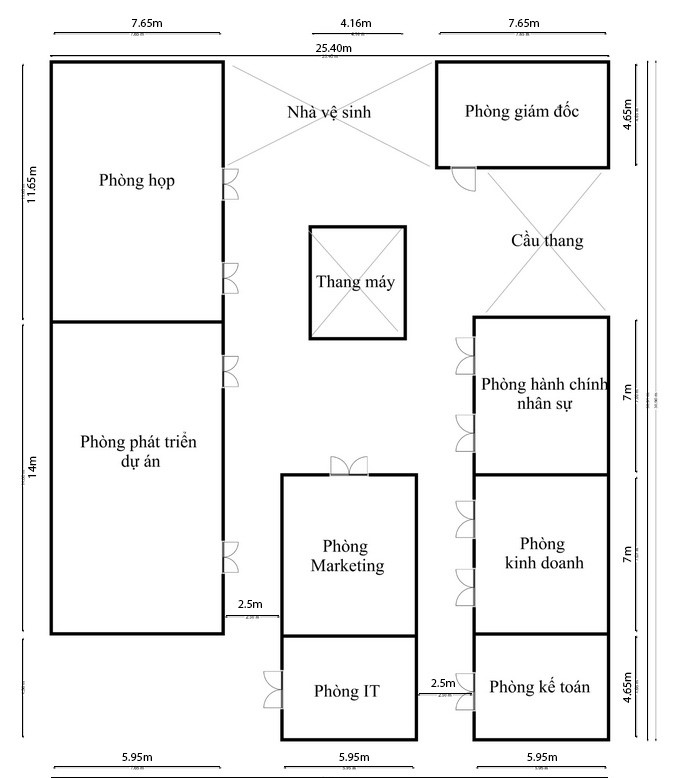 7.65m
4.16m
7.65m
25.40m
Nhà vệ sinh
Phòng giám đốc
4.65m
Phòng họp
11.65m
Cầu thang
Thang máy
Phòng hành chính
nhân sự
7m
Phòng phát triển
dự án
14m
Phòng
Marketing
Phòng
kinh doanh
7m
2.5m
Phòng IT
2.5m
Phòng kế toán
4.65m
5.95m
5.95m
5.95m